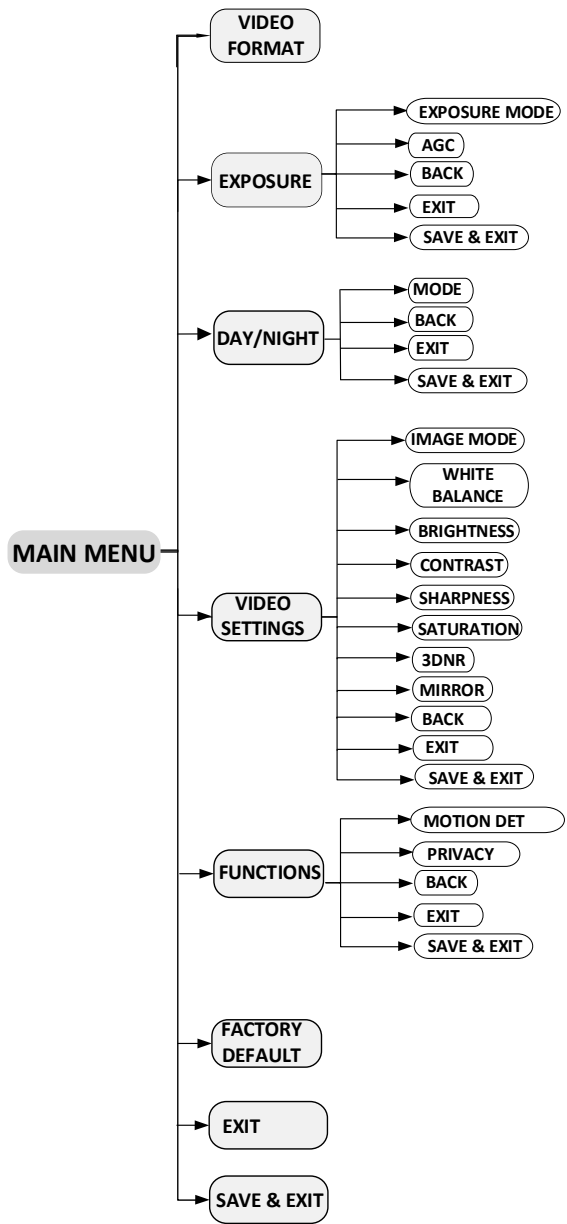 VIDEO
FORMAT
EXPOSURE MODE
AGC
EXPOSURE
BACK
EXIT
SAVE & EXIT
MODE
DAY/NIGHT
BACK
EXIT
SAVE & EXIT
IMAGE MODE
WHITE
BALANCE
BRIGHTNESS
MAIN MENU
CONTRAST
SHARPNESS
VIDEO
SETTINGS
SATURATION
3DNR
MIRROR
BACK
EXIT
SAVE & EXIT
MOTION DET
PRIVACY
FUNCTIONS
BACK
EXIT
SAVE & EXIT
FACTORY
DEFAULT
EXIT
SAVE & EXIT